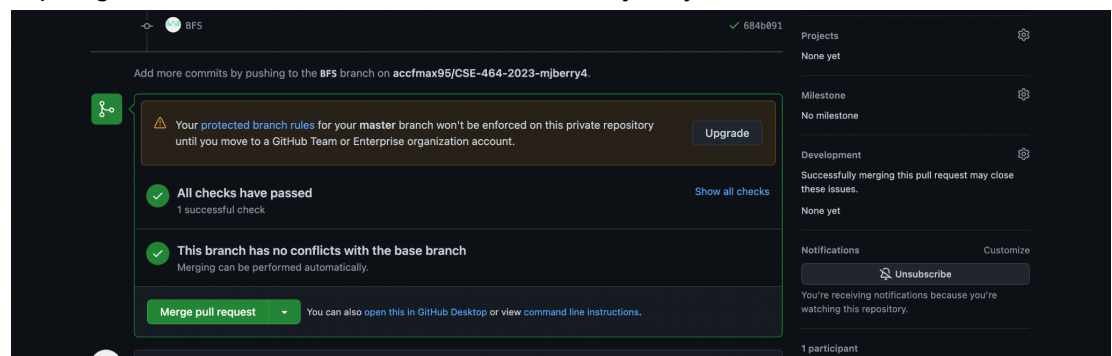 BFS
684b091
Add more commits by pushing to the BFS branch on accfmax95/CSE-464-2023-mjberry4.
Your protected branch rules for your master branch won't be enforced on this private repository
until you move to a GitHub Team or Enterprise organization account.
Upgrade
All checks have passed
1 successful check
Show all checks
This branch has no conflicts with the base branch
Merging can be performed automatically.
Merge pull request
You can also open this in GitHub Desktop or view command line instructions.
Projects
None yet
Milestone
No milestone
Development
Successfully merging this pull request may close
these issues.
None yet
Notifications
Customize
Unsubscribe
You're receiving notifications because you're
watching this repository.
1 participant